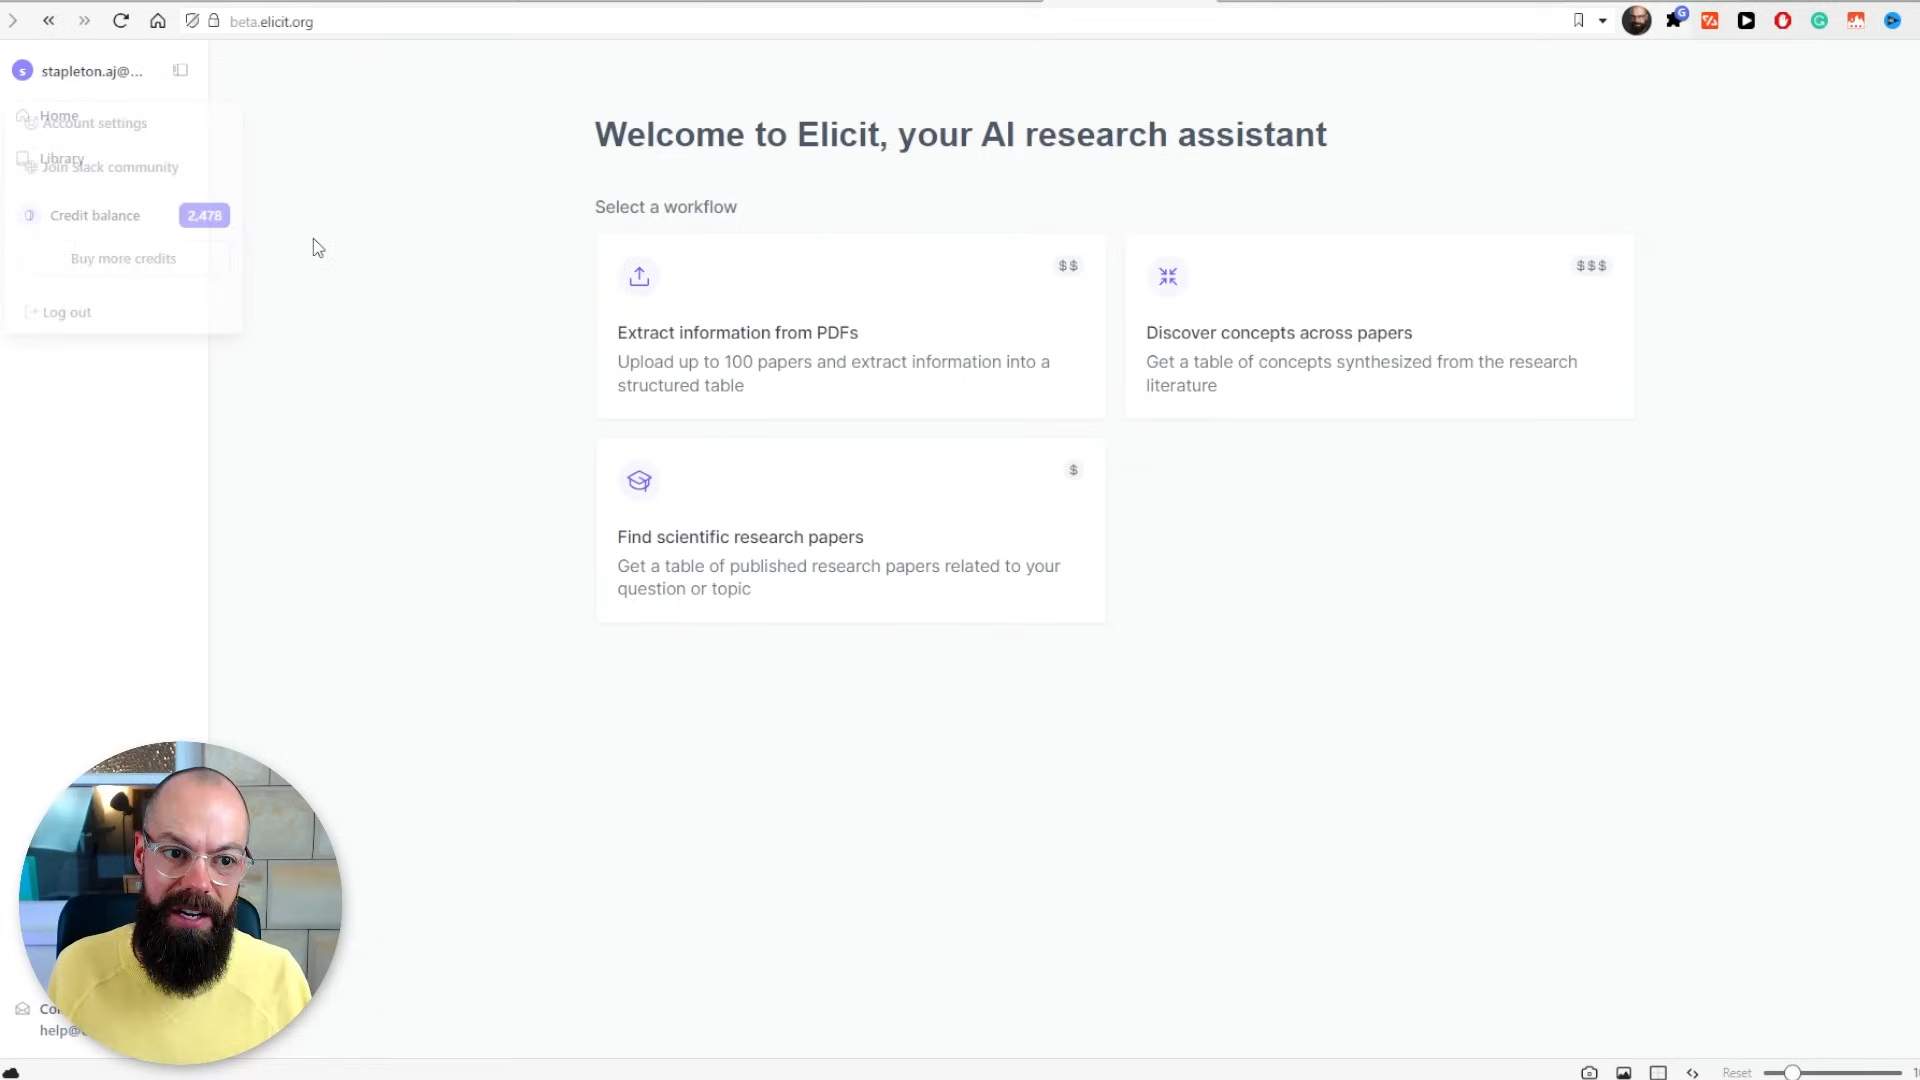 beta.elicit.org
s stapleton.aj@...
Home
Account settings
Library
Join Slack community
Credit balance 2,478
Buy more credits
Log out
Welcome to Elicit, your AI research assistant
Select a workflow
$$
Extract information from PDFs
Upload up to 100 papers and extract information into a
structured table
$$$
Discover concepts across papers
Get a table of concepts synthesized from the research
literature
$
Find scientific research papers
Get a table of published research papers related to your
question or topic
help@
Reset